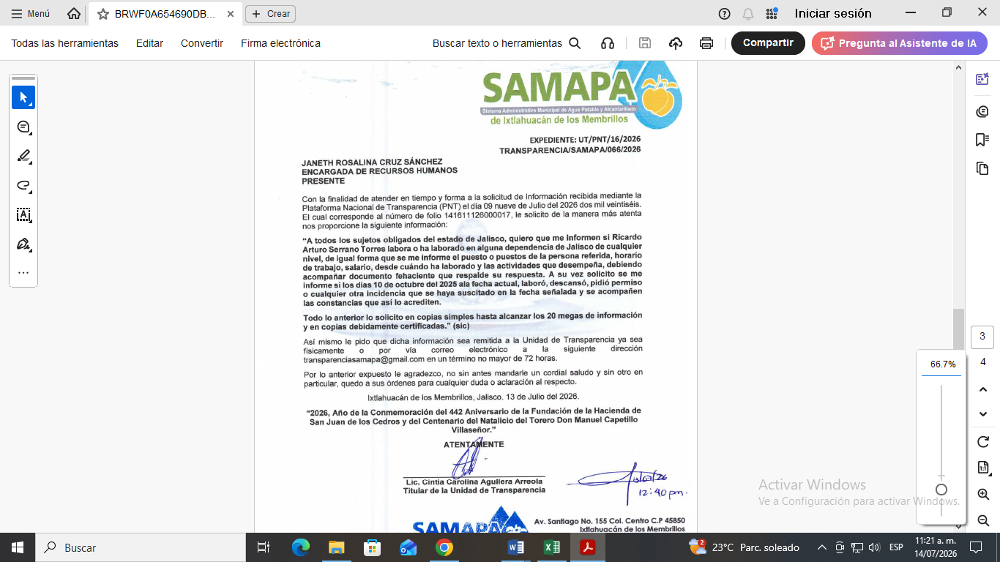 Menú
BRWF0A654690DB...
Crear
Iniciar sesión
Todas las herramientas
Editar
Convertir
Firma electrónica
Buscar texto o herramientas
Compartir
Pregunta al Asistente de IA
SAMAPA
Sistema Administrativo Municipal de Agua Potable y Alcantarillado
de Ixtlahuacán de los Membrillos
EXPEDIENTE: UT/PNT/16/2026
TRANSPARENCIA/SAMAPA/066/2026
JANETH ROSALINA CRUZ SÁNCHEZ
ENCARGADA DE RECURSOS HUMANOS
PRESENTE
Con la finalidad de atender en tiempo y forma a la solicitud de Información recibida mediante la
Plataforma Nacional de Transparencia (PNT) el día 09 nueve de Julio del 2026 dos mil veintiséis.
El cual corresponde al número de folio 141611126000017, le solicito de la manera más atenta
nos proporcione la siguiente información:
“A todos los sujetos obligados del estado de Jalisco, quiero que me informen si Ricardo
Arturo Serrano Torres labora o ha laborado en alguna dependencia de Jalisco de cualquier
nivel, de igual forma que se me informe el puesto o puestos de la persona referida, horario
de trabajo, salario, desde cuándo ha laborado y las actividades que desempeña, debiendo
acompañar documento fehaciente que respalde su respuesta. A su vez solicito se me
informe si los días 10 de octubre del 2025 ala fecha actual, laboró, descansó, pidió permiso
o cualquier otra incidencia que se haya suscitado en la fecha señalada y se acompañen
las constancias que así lo acrediten.
Todo lo anterior lo solicito en copias simples hasta alcanzar los 20 megas de información
y en copias debidamente certificadas.” (sic)
Así mismo le pido que dicha información sea remitida a la Unidad de Transparencia ya sea
físicamente o por vía correo electrónico a la siguiente dirección
transparenciasamapa@gmail.com en un término no mayor de 72 horas.
Por lo anterior expuesto le agradezco, no sin antes mandarle un cordial saludo y sin otro en
particular, quedo a sus órdenes para cualquier duda o aclaración al respecto.
Ixtlahuacán de los Membrillos, Jalisco. 13 de Julio del 2026.
“2026, Año de la Conmemoración del 442 Aniversario de la Fundación de la Hacienda de
San Juan de los Cedros y del Centenario del Natalicio del Torero Don Manuel Capetillo
Villaseñor.”
ATENTAMENTE
Lic. Cintia Carolina Aguilera Arreola
Titular de la Unidad de Transparencia
13/07/26
12:40 pm.
SAMAPA
Av. Santiago No. 155 Col. Centro C.P 45850
Ixtlahuacán de los Membrillos
3
4
66.7%
1:1
Activar Windows
Ve a Configuración para activar Windows.
Buscar
2
23°C Parc. soleado
ESP
11:21 a. m.
14/07/2026